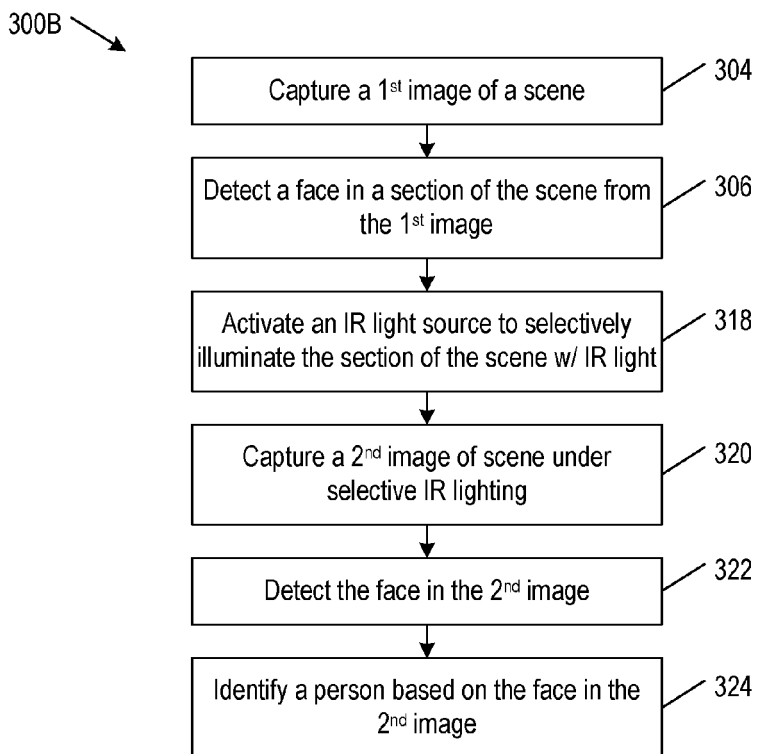 300B
Capture a 1st image of a scene
304
Detect a face in a section of the scene from
the 1st image
306
Activate an IR light source to selectively
illuminate the section of the scene w/ IR light
318
Capture a 2nd image of scene under
selective IR lighting
320
Detect the face in the 2nd image
322
Identify a person based on the face in the
2nd image
324